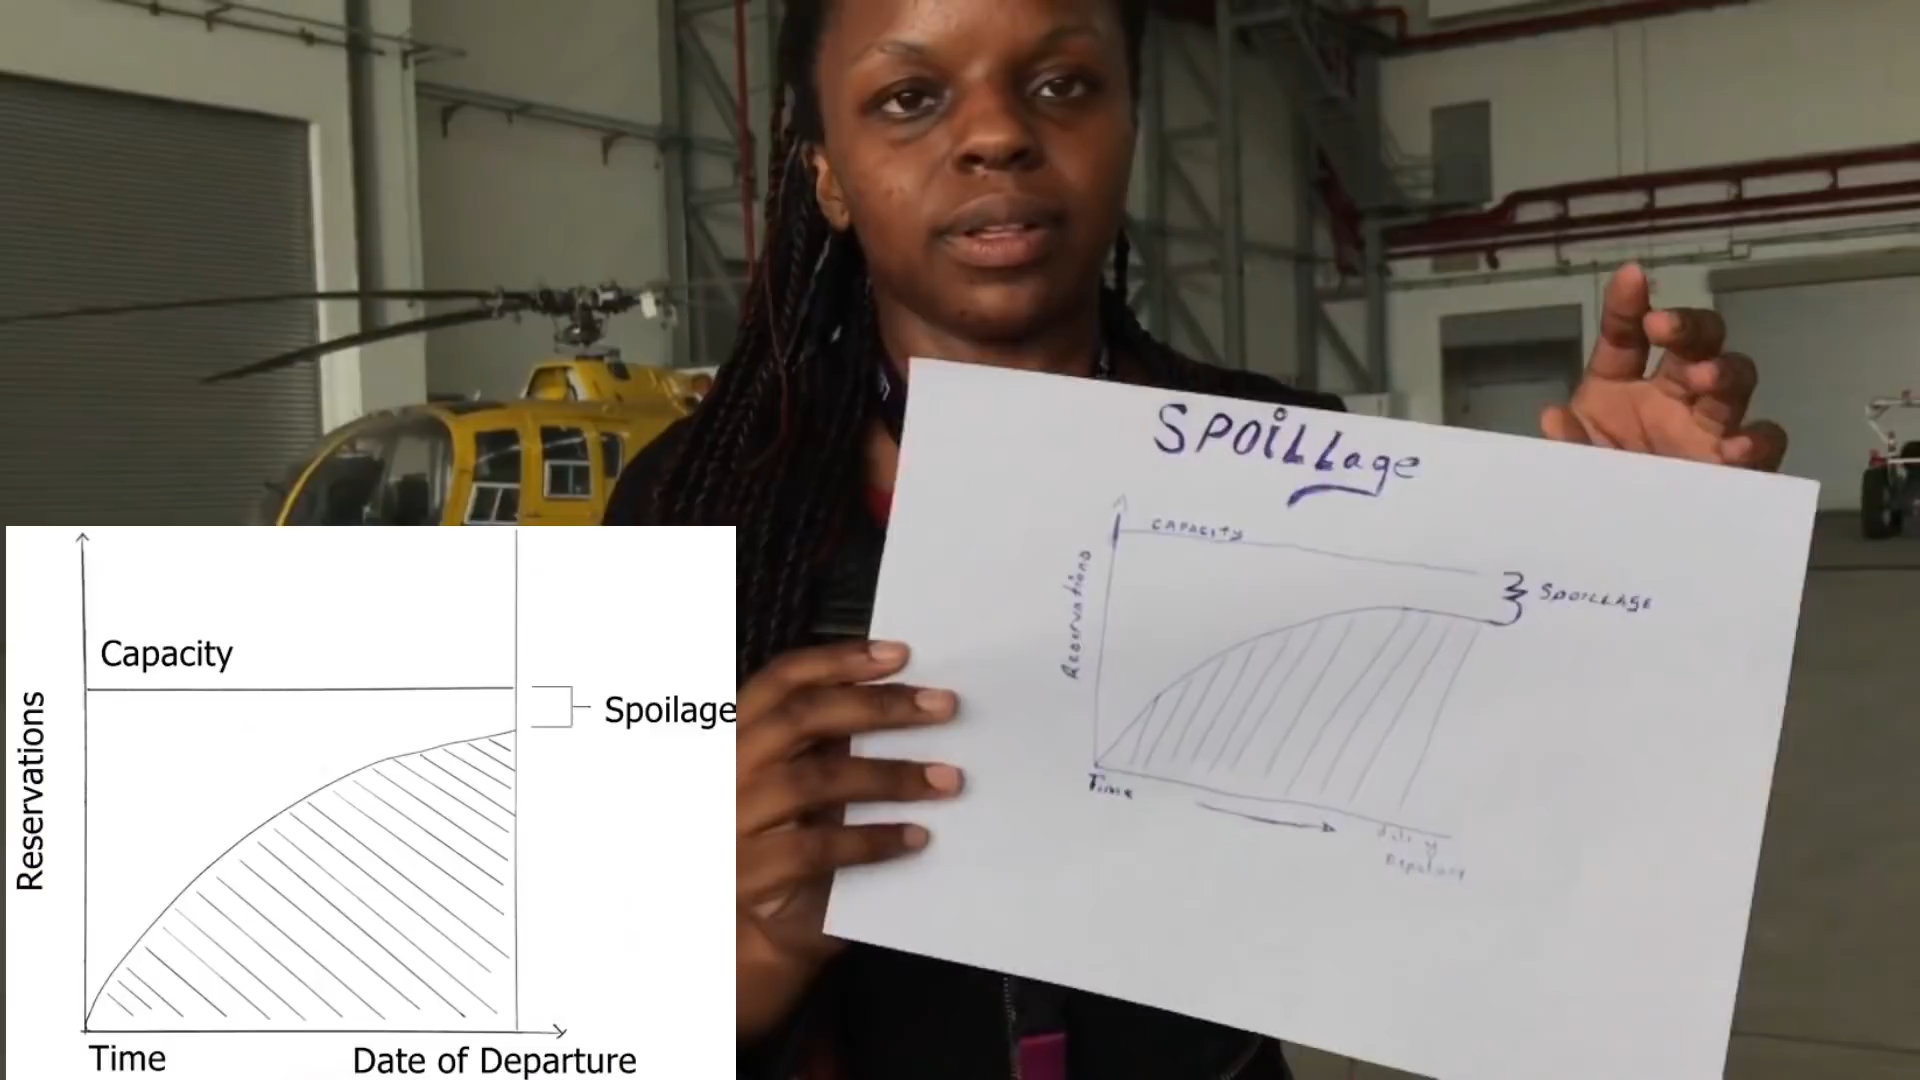 SPOiLLage
CAPACITY
Reservations
SPOILLAGE
Time
Capacity
Reservations
Spoilage
Time
Date of Departure